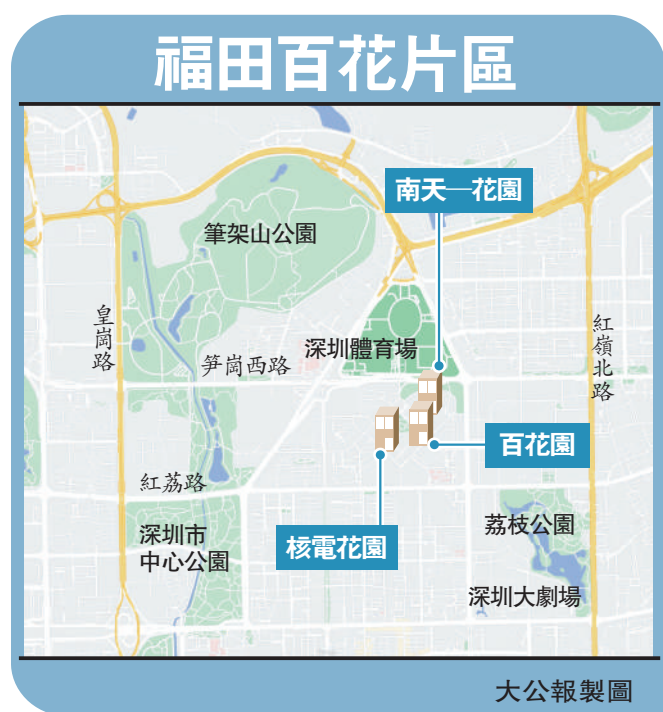 福田百花片區
南天一花園
筆架山公園
皇崗路
深圳體育場
紅嶺北路
笋崗西路
百花園
紅荔路
荔枝公園
深圳市
中心公園
核電花園
深圳大劇場
大公報製圖